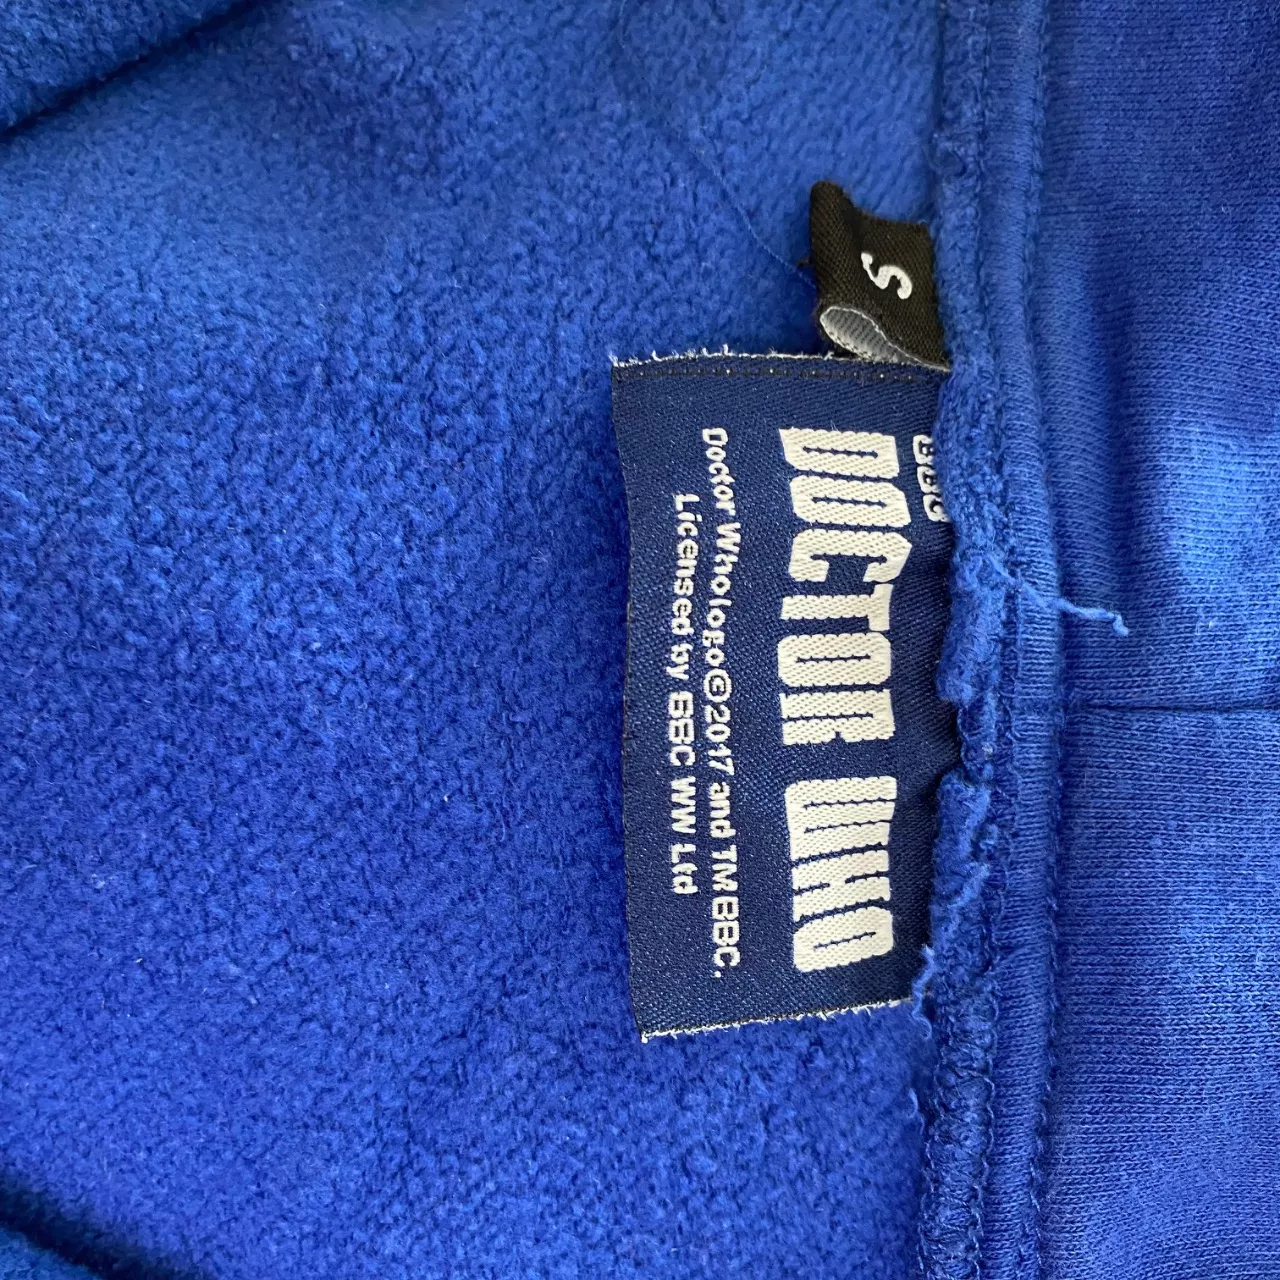 S
BBC
DOCTOR WHO
Doctor Who logo © 2017 and TM BBC.
Licensed by BBC WW Ltd